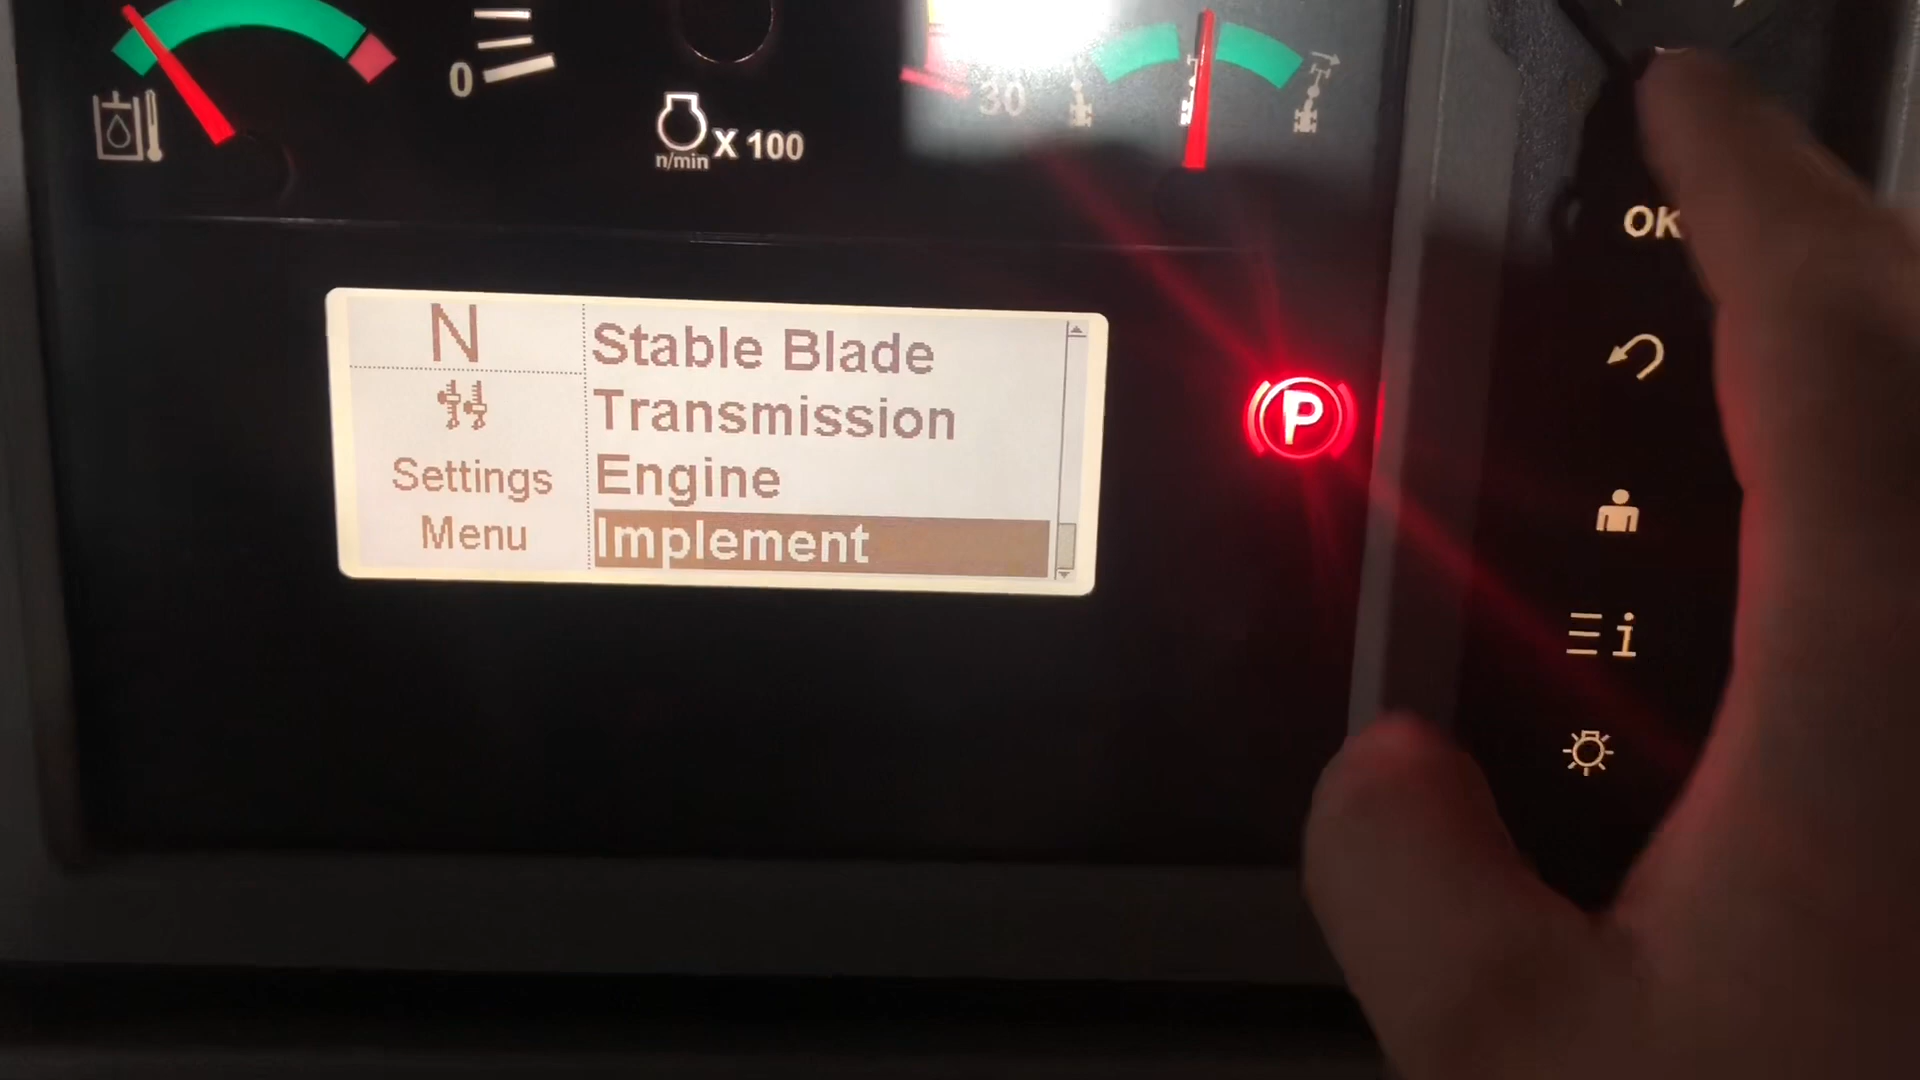 0
30
n/min X 100
OK
N
Settings
Menu
Stable Blade
Transmission
Engine
Implement
P
i